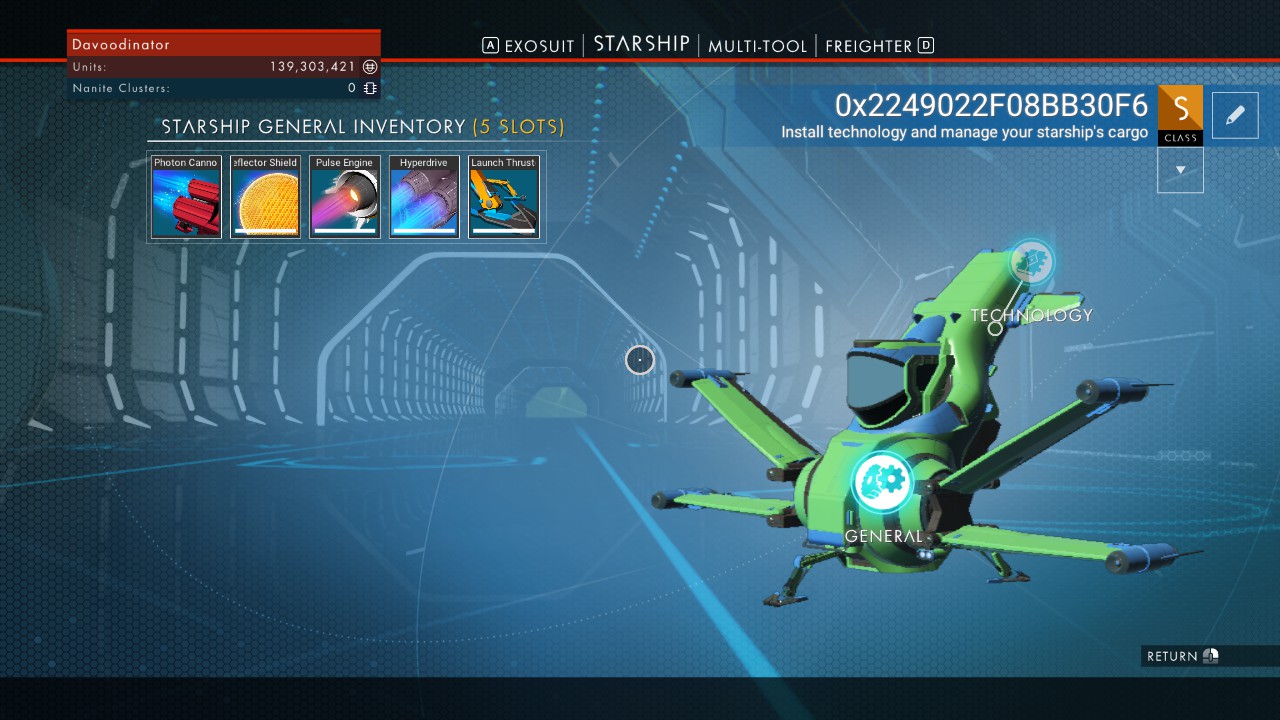 Davoodinator
Units: 139,303,421
Nanite Clusters: 0
A EXOSUIT STARSHIP MULTI-TOOL FREIGHTER D
0x2249022F08BB30F6
Install technology and manage your starship's cargo
S
CLASS
STARSHIP GENERAL INVENTORY (5 SLOTS)
Photon Canno eflector Shield Pulse Engine Hyperdrive Launch Thrust
TECHNOLOGY
GENERAL
RETURN